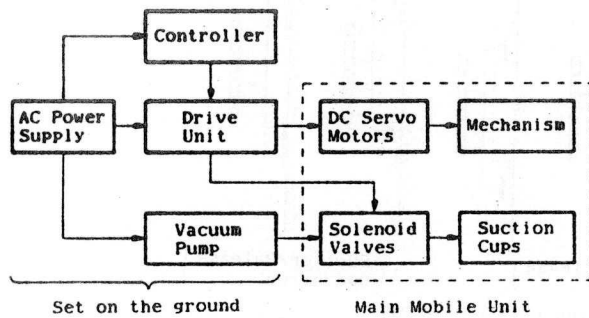 Controller
AC Power
Supply
Drive
Unit
DC Servo
Motors
Mechanism
Vacuum
Pump
Solenoid
Valves
Suction
Cups
Set on the ground
Main Mobile Unit